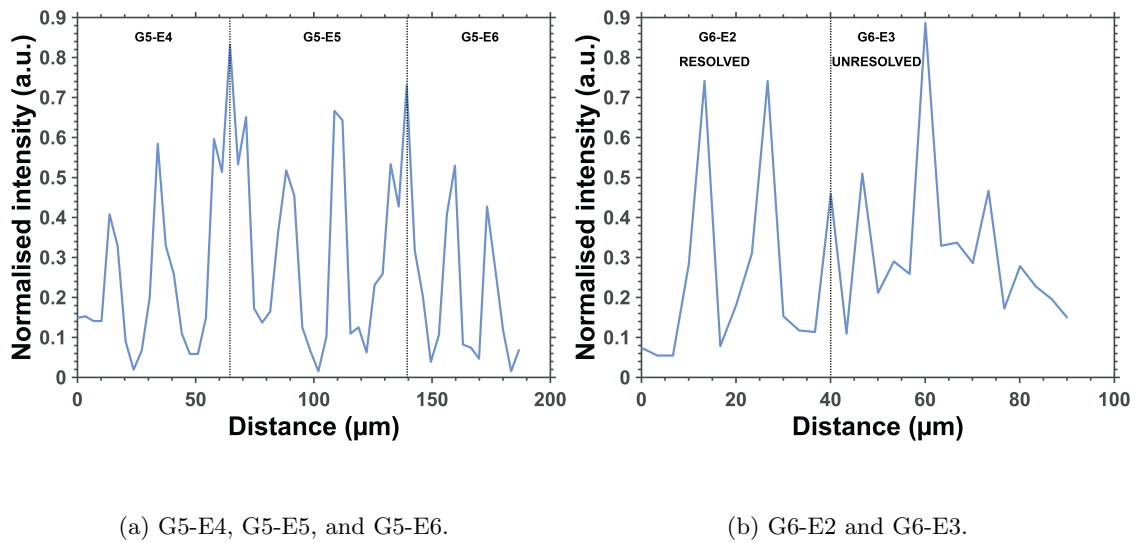 G5-E4 G5-E5 G5-E6
0.9
0.8
0.7
0.6
0.5
0.4
0.3
0.2
0.1
0
Normalised intensity (a.u.)
0 50 100 150 200
Distance (µm)
(a) G5-E4, G5-E5, and G5-E6.
G6-E2 G6-E3
RESOLVED UNRESOLVED
0.9
0.8
0.7
0.6
0.5
0.4
0.3
0.2
0.1
0
Normalised intensity (a.u.)
0 20 40 60 80 100
Distance (µm)
(b) G6-E2 and G6-E3.